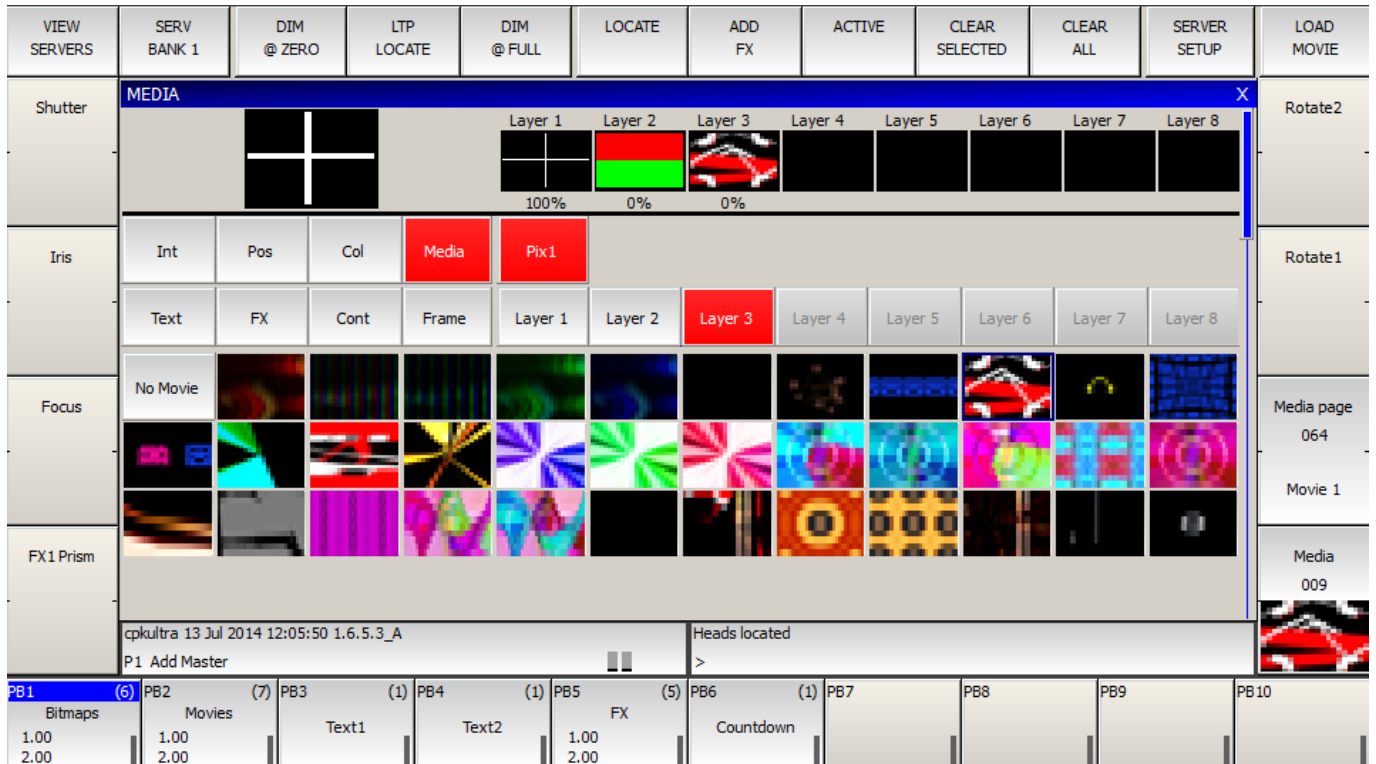 VIEW
SERVERS
SERV
BANK 1
DIM
@ ZERO
LTP
LOCATE
DIM
@ FULL
LOCATE
ADD
FX
ACTIVE
CLEAR
SELECTED
CLEAR
ALL
SERVER
SETUP
LOAD
MOVIE
Shutter
Iris
Focus
FX1 Prism
MEDIA X
Layer 1 Layer 2 Layer 3 Layer 4 Layer 5 Layer 6 Layer 7 Layer 8
100% 0% 0%
Int Pos Col Media Pix1
Text FX Cont Frame Layer 1 Layer 2 Layer 3 Layer 4 Layer 5 Layer 6 Layer 7 Layer 8
No Movie
Rotate2
Rotate1
Media page
064
Movie 1
Media
009
cpkultra 13 Jul 2014 12:05:50 1.6.5.3_A
P1 Add Master
Heads located
>
PB1 (6)
Bitmaps
1.00
2.00
PB2 (7)
Movies
1.00
2.00
PB3 (1)
Text1
PB4 (1)
Text2
PB5 (5)
FX
1.00
2.00
PB6 (1)
Countdown
PB7
PB8
PB9
PB10